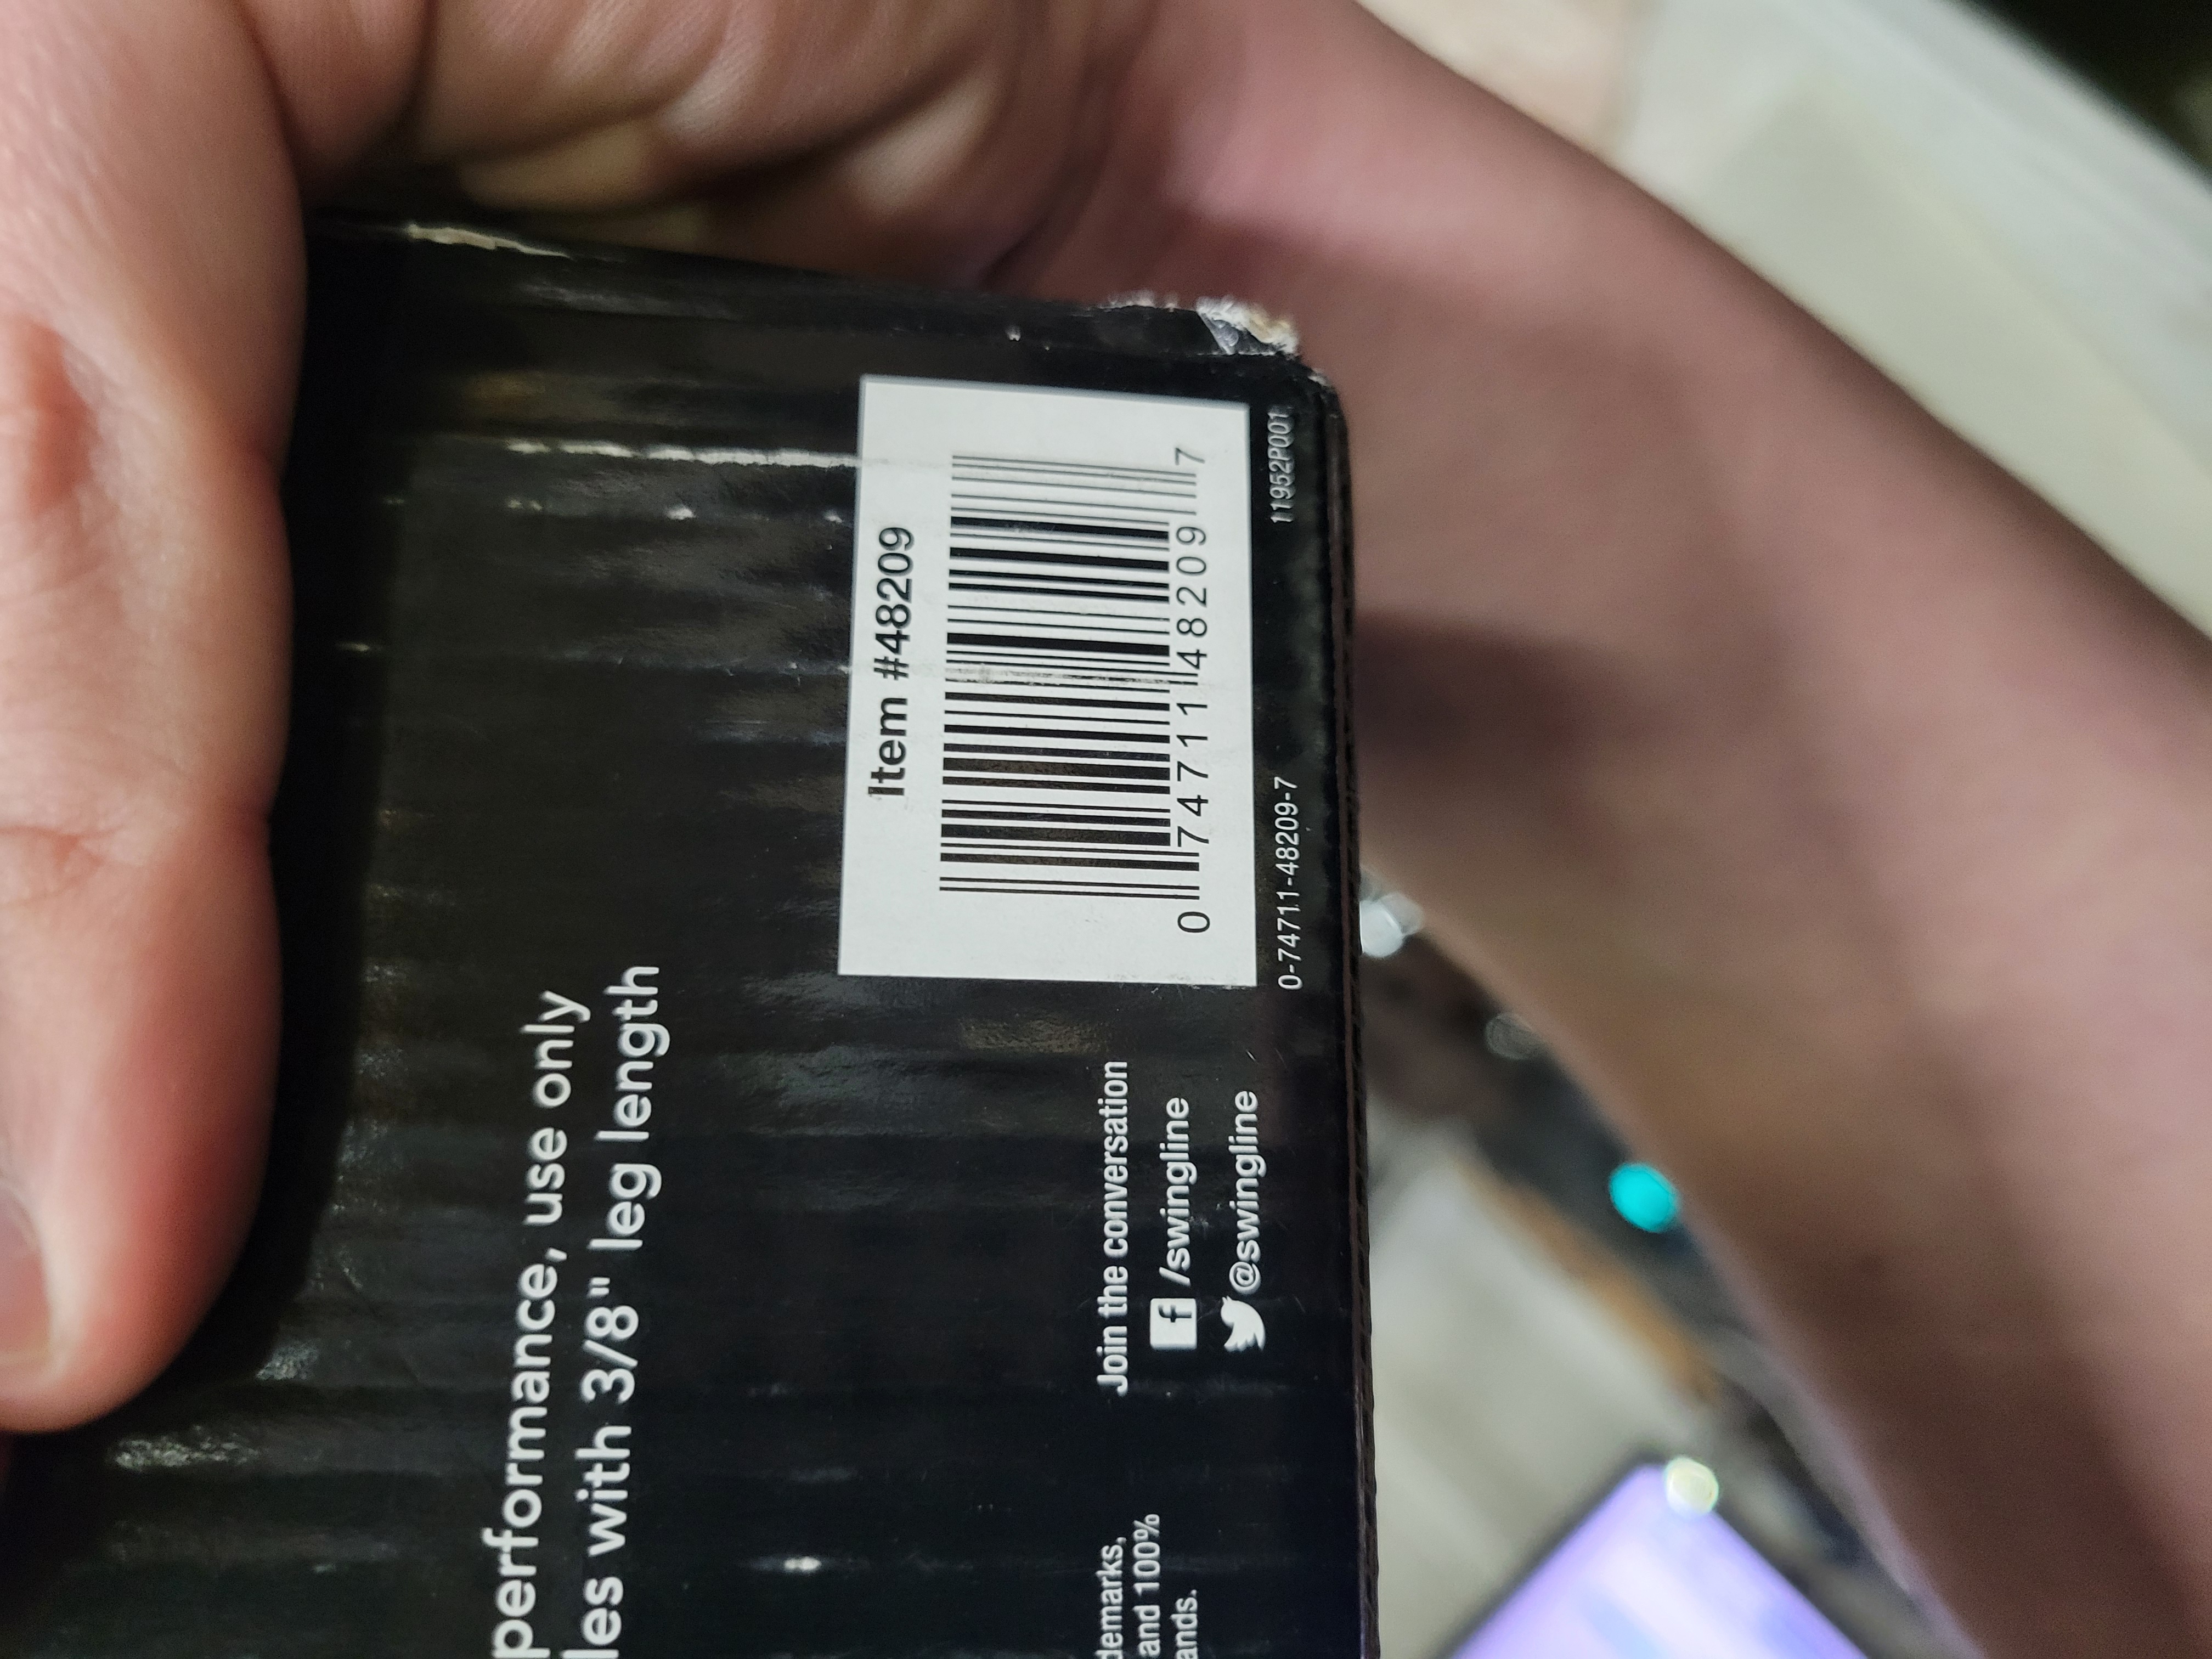 performance, use only
les with 3/8" leg length
Item #48209
0 74711 48209 7
0-74711-48209-7
11952P001
Join the conversation
f /swingline
@swingline
demarks,
and 100%
ands.